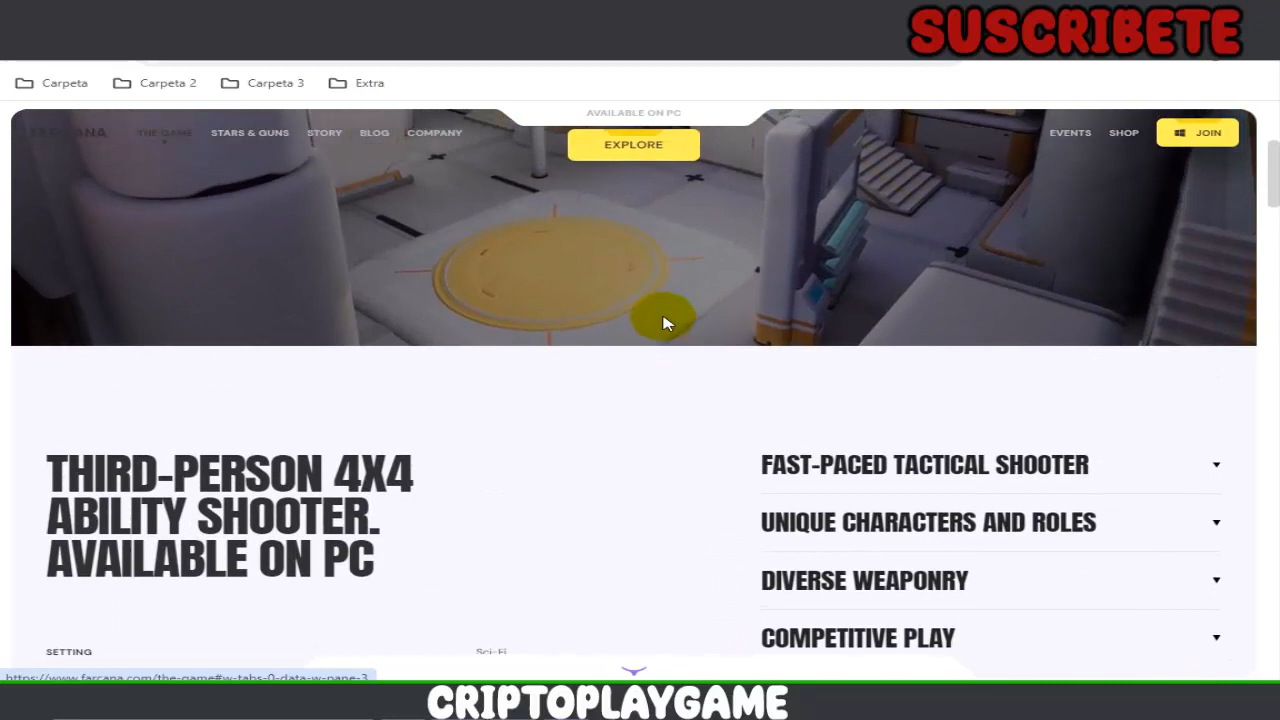 SUSCRIBETE
Carpeta Carpeta 2 Carpeta 3 Extra
AVAILABLE ON PC
THE GAME STARS & GUNS STORY BLOG COMPANY EXPLORE EVENTS SHOP JOIN
THIRD-PERSON 4X4
ABILITY SHOOTER.
AVAILABLE ON PC
FAST-PACED TACTICAL SHOOTER
UNIQUE CHARACTERS AND ROLES
DIVERSE WEAPONRY
COMPETITIVE PLAY
SETTING Sci-Fi
https://www.farcana.com/the-game#w-tabs-0-data-w-pane-3
CRIPTOPLAYGAME